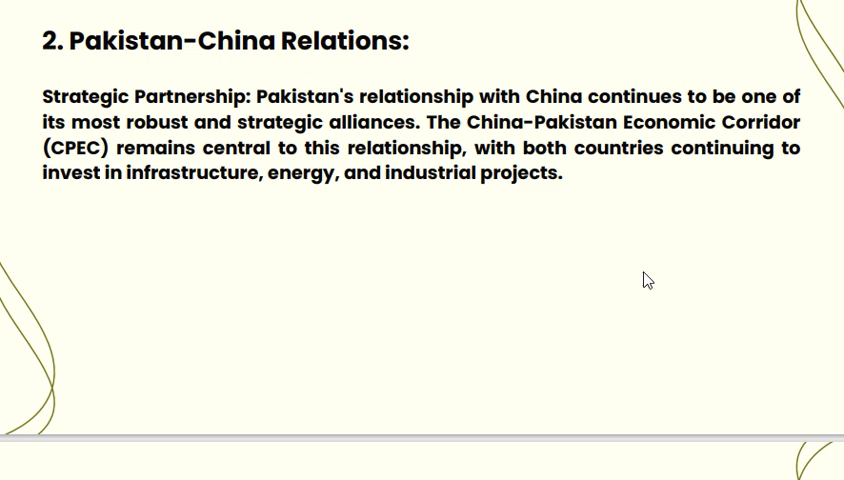 2. Pakistan-China Relations:
Strategic Partnership: Pakistan's relationship with China continues to be one of
its most robust and strategic alliances. The China-Pakistan Economic Corridor
(CPEC) remains central to this relationship, with both countries continuing to
invest in infrastructure, energy, and industrial projects.